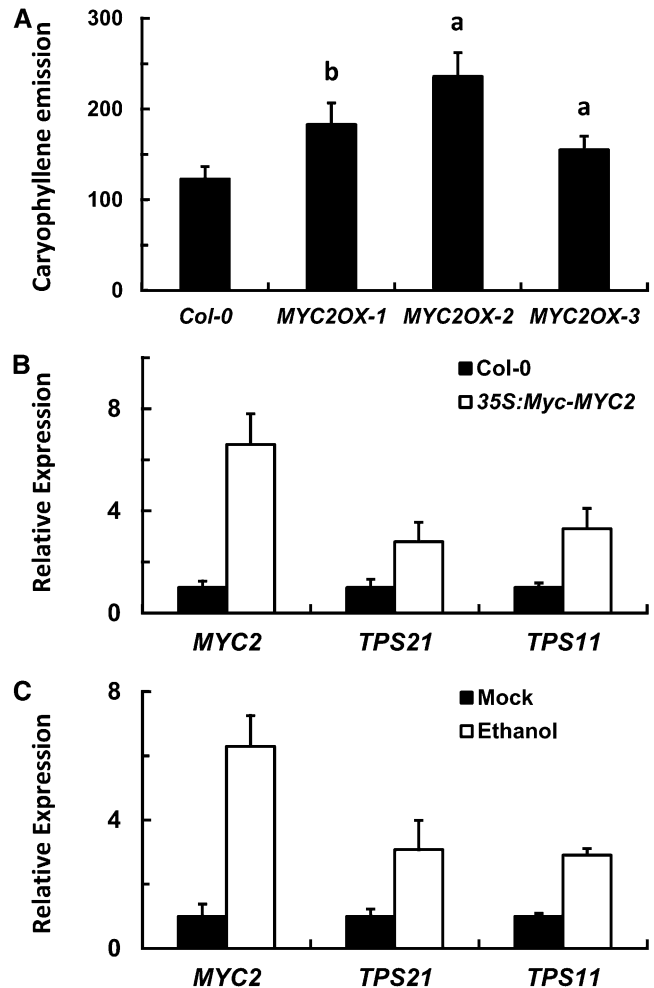 A
Caryophyllene emission
300
200
100
0
b
a
a
Col-0 MYC2OX-1 MYC2OX-2 MYC2OX-3
B
Relative Expression
8
4
0
Col-0
35S:Myc-MYC2
MYC2 TPS21 TPS11
C
Relative Expression
8
4
0
Mock
Ethanol
MYC2 TPS21 TPS11